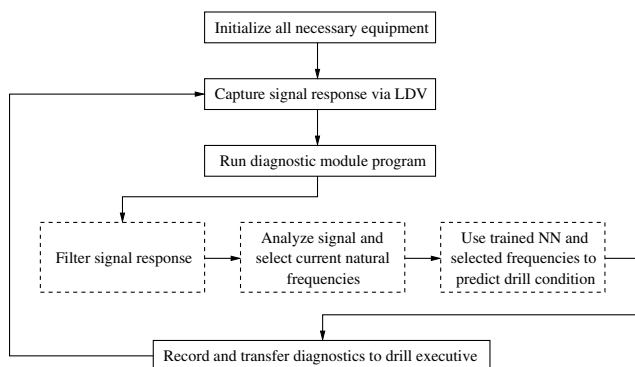 Initialize all necessary equipment
Capture signal response via LDV
Run diagnostic module program
Filter signal response
Analyze signal and
select current natural
frequencies
Use trained NN and
selected frequencies to
predict drill condition
Record and transfer diagnostics to drill executive